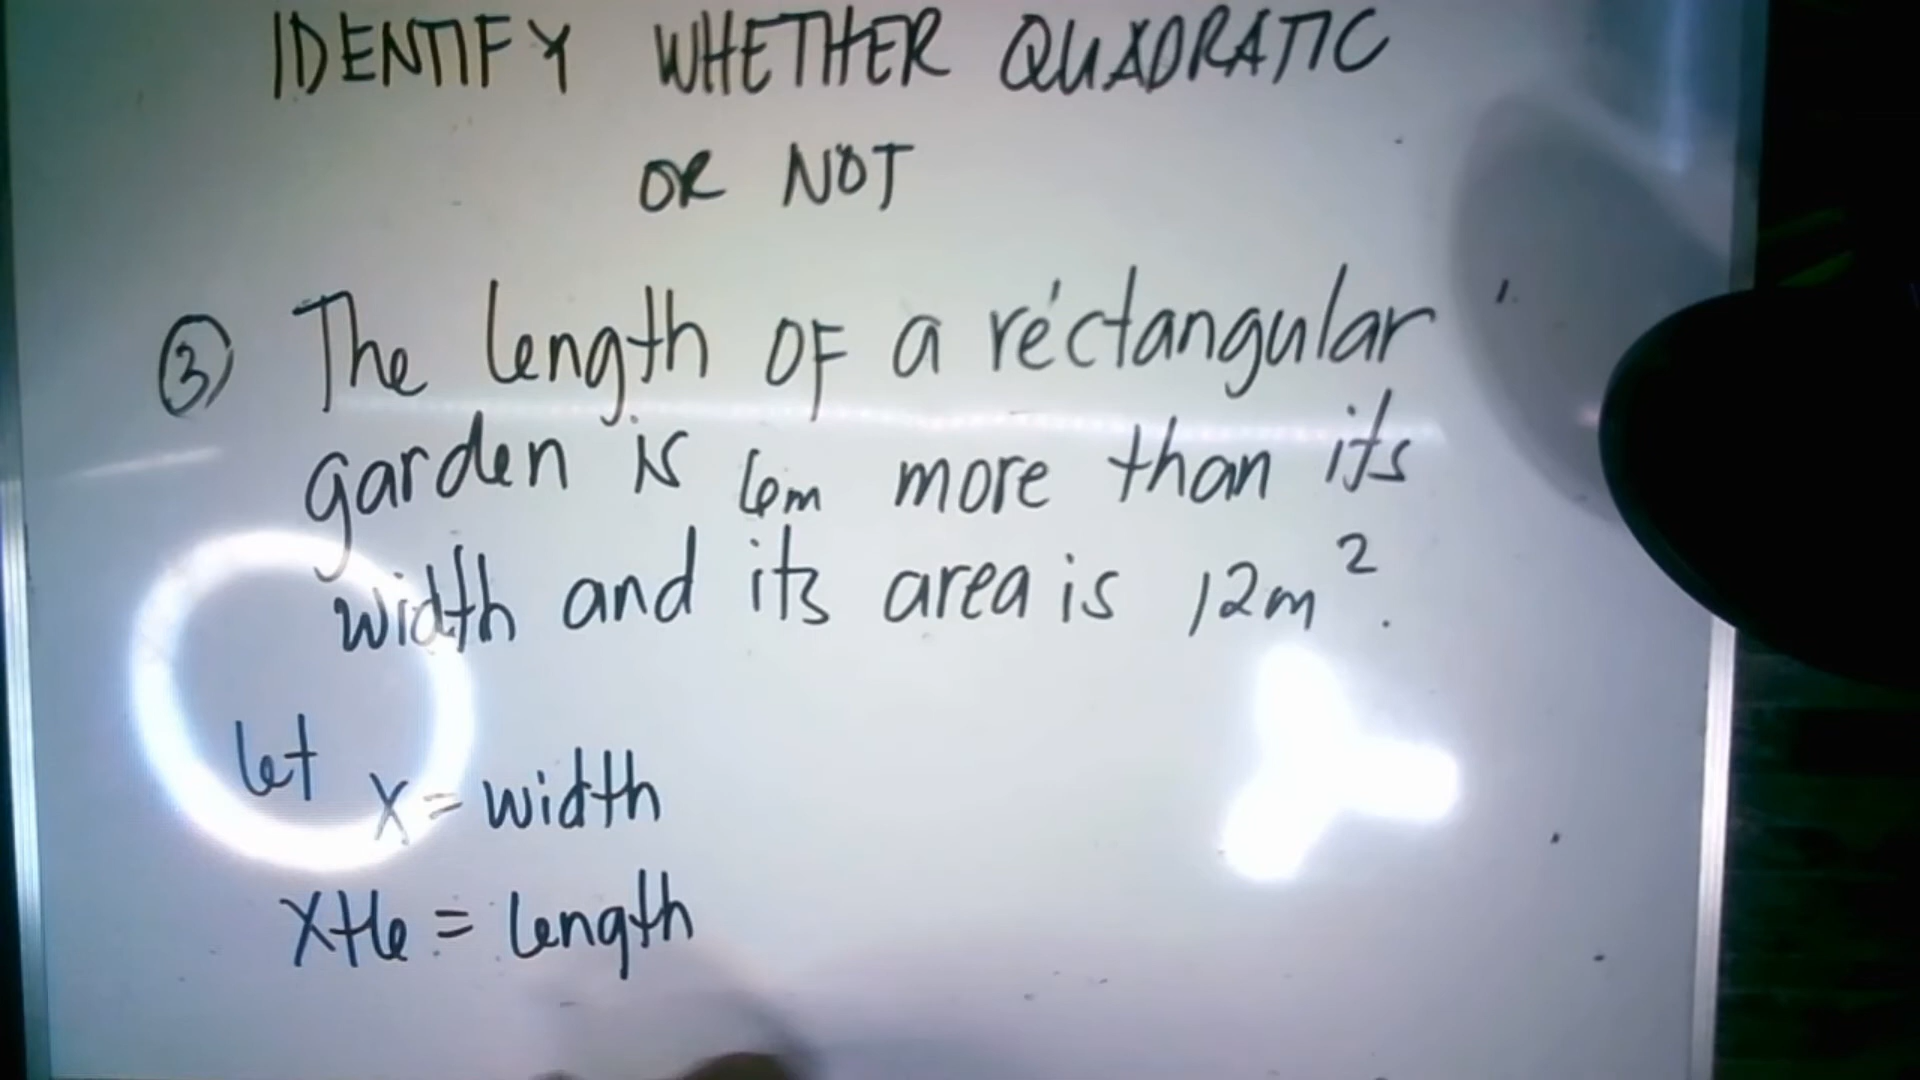 IDENTIFY WHETHER QUADRATIC
OR NOT
③ The length OF a rectangular
garden is 6m more than its
width and its area is 12m².
let x = width
x+6 = length